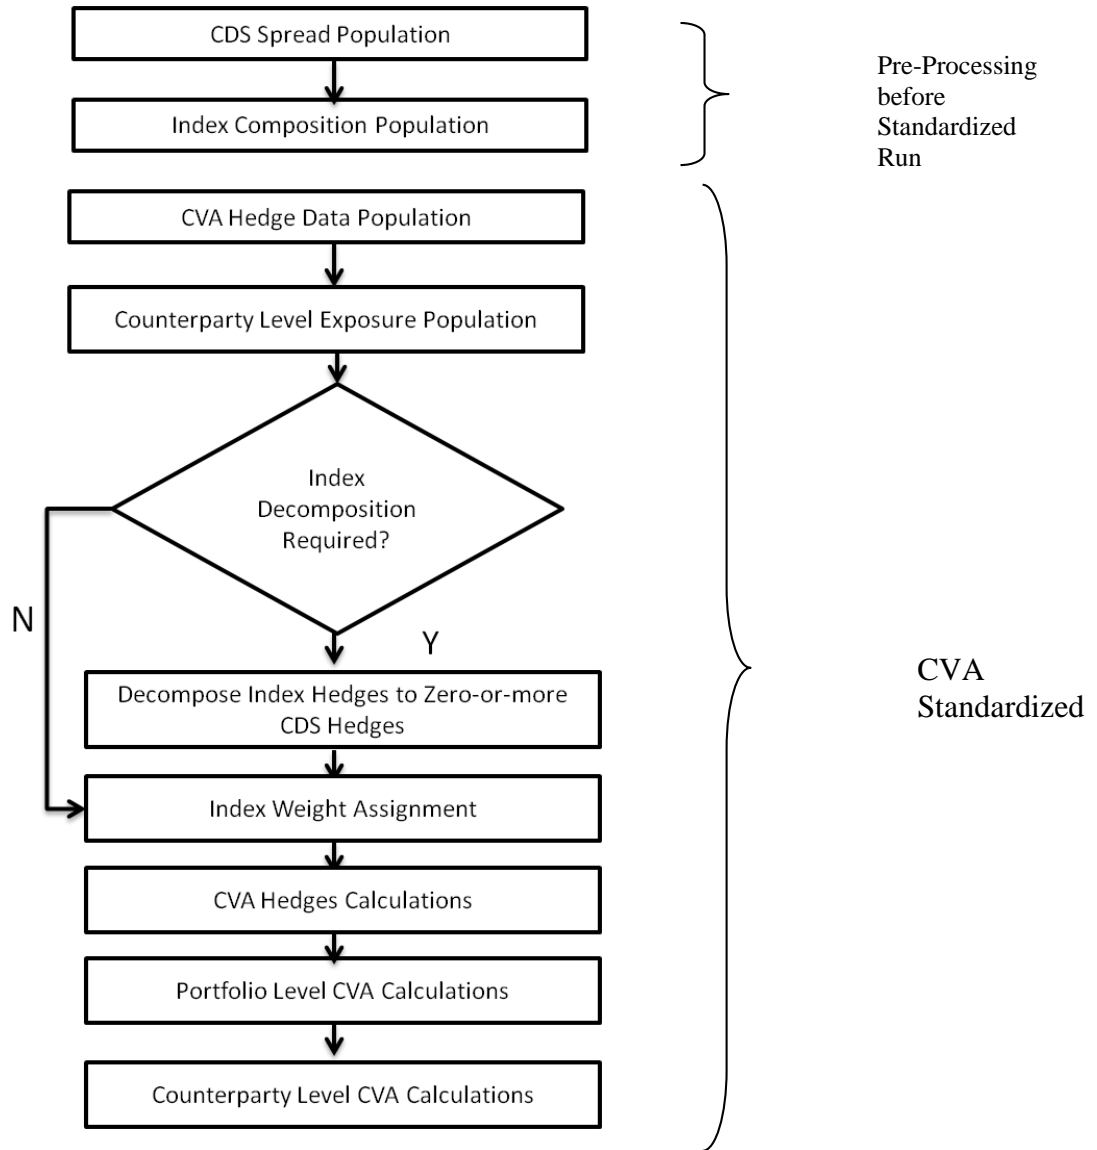 CDS Spread Population
Index Composition Population
Pre-Processing
before
Standardized
Run
CVA Hedge Data Population
Counterparty Level Exposure Population
Index
Decomposition
Required?
N
Y
Decompose Index Hedges to Zero-or-more
CDS Hedges
Index Weight Assignment
CVA Hedges Calculations
Portfolio Level CVA Calculations
Counterparty Level CVA Calculations
CVA
Standardized